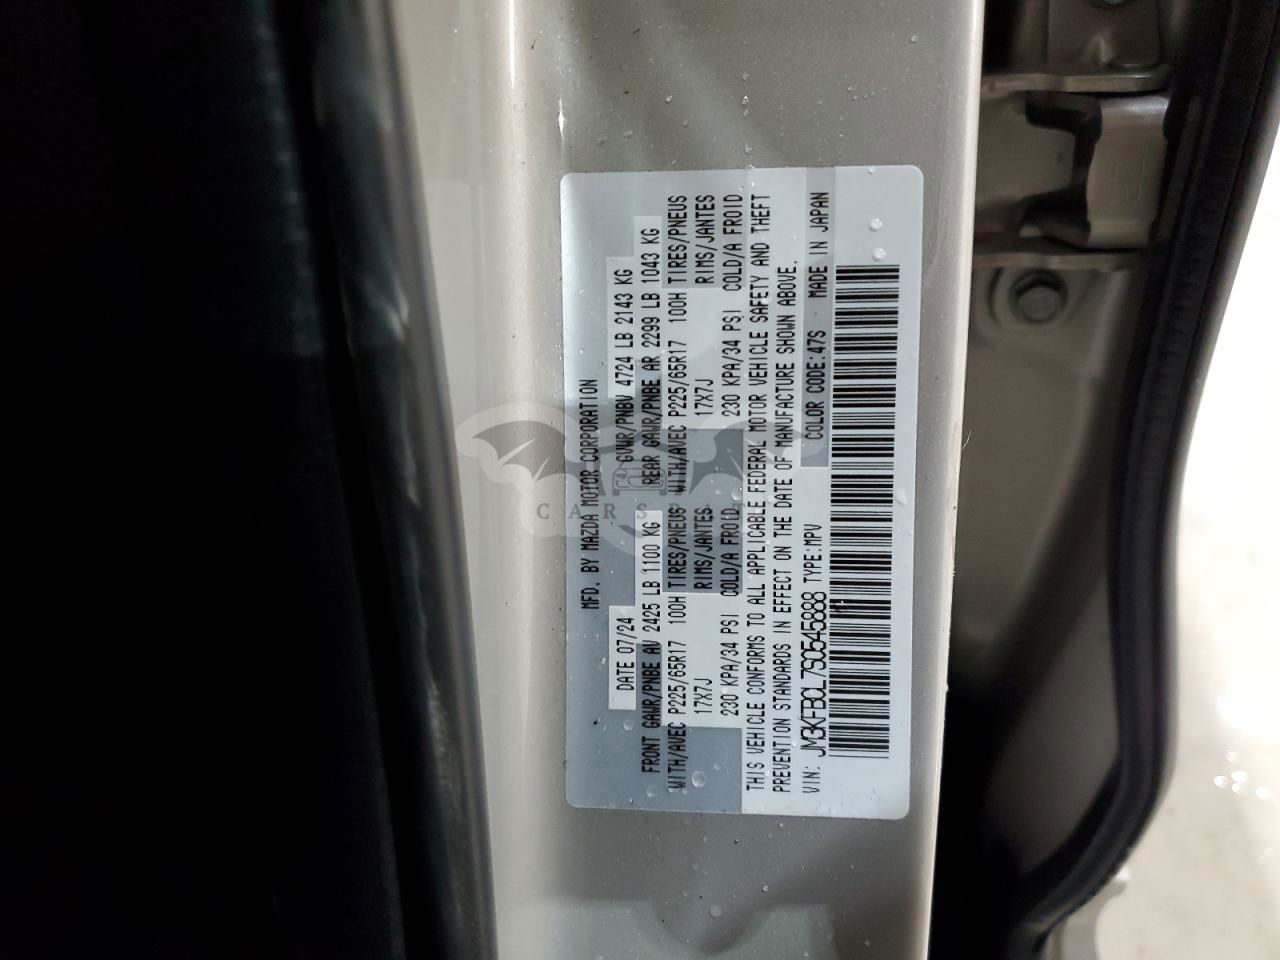 MFD. BY MAZDA MOTOR CORPORATION
DATE 07/24 GVWR/PNBV 4724 LB 2143 KG
FRONT GAWR/PNBE AV 2425 LB 1100 KG REAR GAWR/PNBE AR 2299 LB 1043 KG
WITH/AVEC P225/65R17 100H TIRES/PNEUS WITH/AVEC P225/65R17 100H TIRES/PNEUS
17X7J RIMS/JANTES 17X7J RIMS/JANTES
230 KPA/34 PSI COLD/A FROID 230 KPA/34 PSI COLD/A FROID
THIS VEHICLE CONFORMS TO ALL APPLICABLE FEDERAL MOTOR VEHICLE SAFETY AND THEFT
PREVENTION STANDARDS IN EFFECT ON THE DATE OF MANUFACTURE SHOWN ABOVE.
VIN: JM3KFBCL7S0545888 TYPE:MPV COLOR CODE:47S MADE IN JAPAN